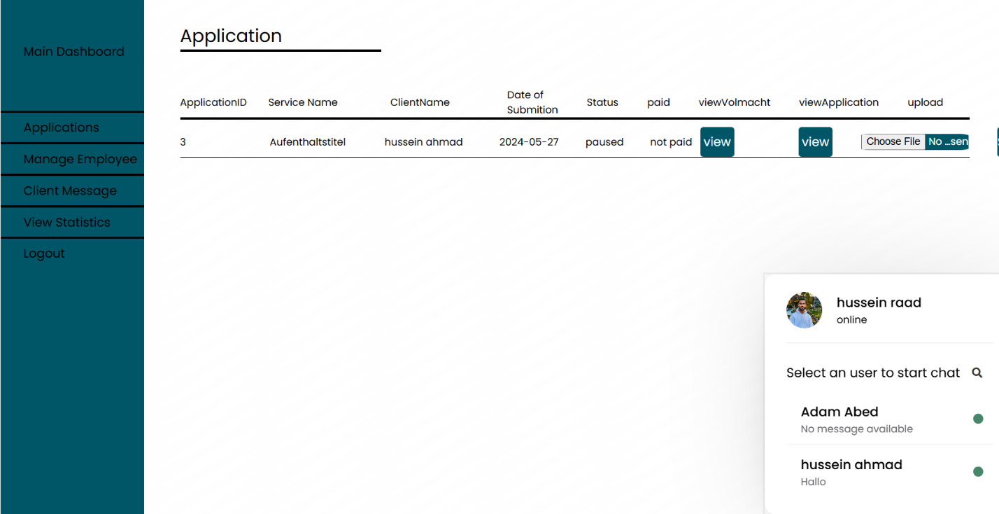 Main Dashboard
Applications
Manage Employee
Client Message
View Statistics
Logout
Application
ApplicationID Service Name ClientName Date of Submition Status paid viewVolmacht viewApplication upload
3 Aufenthaltstitel hussein ahmad 2024-05-27 paused not paid view view Choose File No ...sen
hussein raad
online
Select an user to start chat
Adam Abed
No message available
hussein ahmad
Hallo